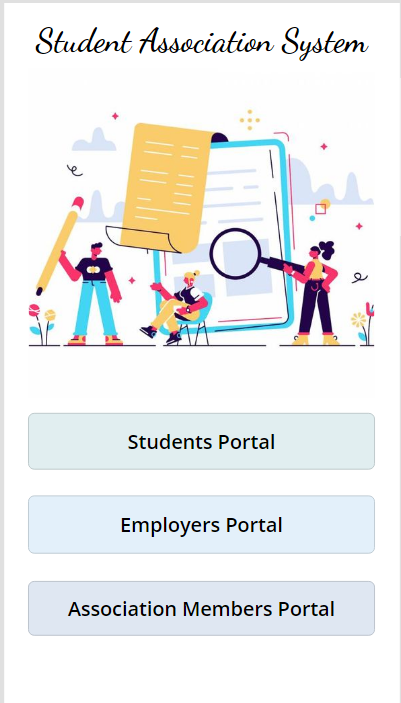 Student Association System
Students Portal
Employers Portal
Association Members Portal